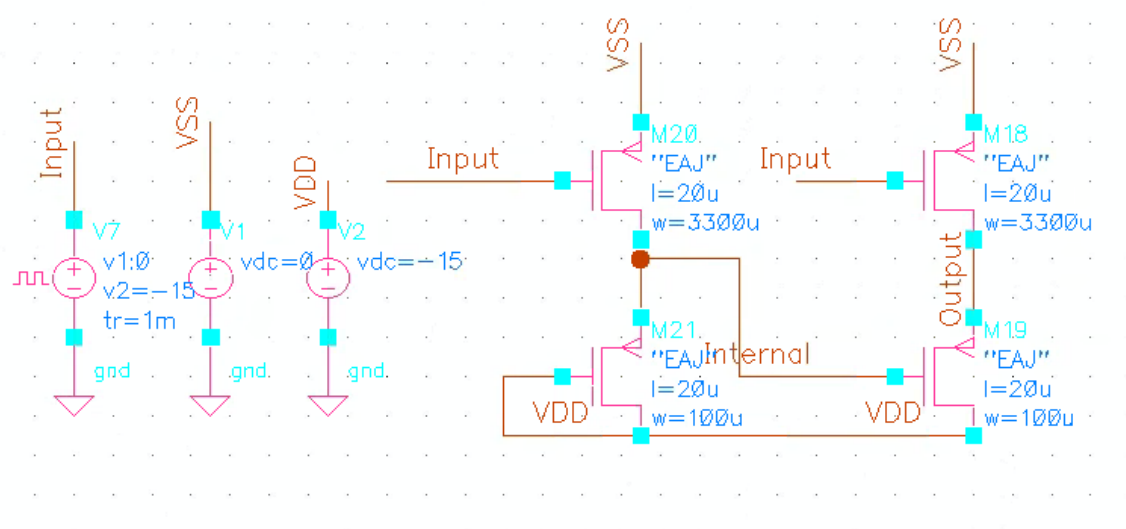 Input
VSS
VDD
V7
v1:0
v2=-15
tr=1m
gnd
V1
vdc=0
gnd
V2
vdc=-15
gnd
VSS
Input
M20
"EAJ"
l=20u
w=3300u
VSS
Input
M18
"EAJ"
l=20u
w=3300u
M21
"EAJ"
l=20u
w=100u
VDD
Internal
Output
M19
"EAJ"
l=20u
w=100u
VDD